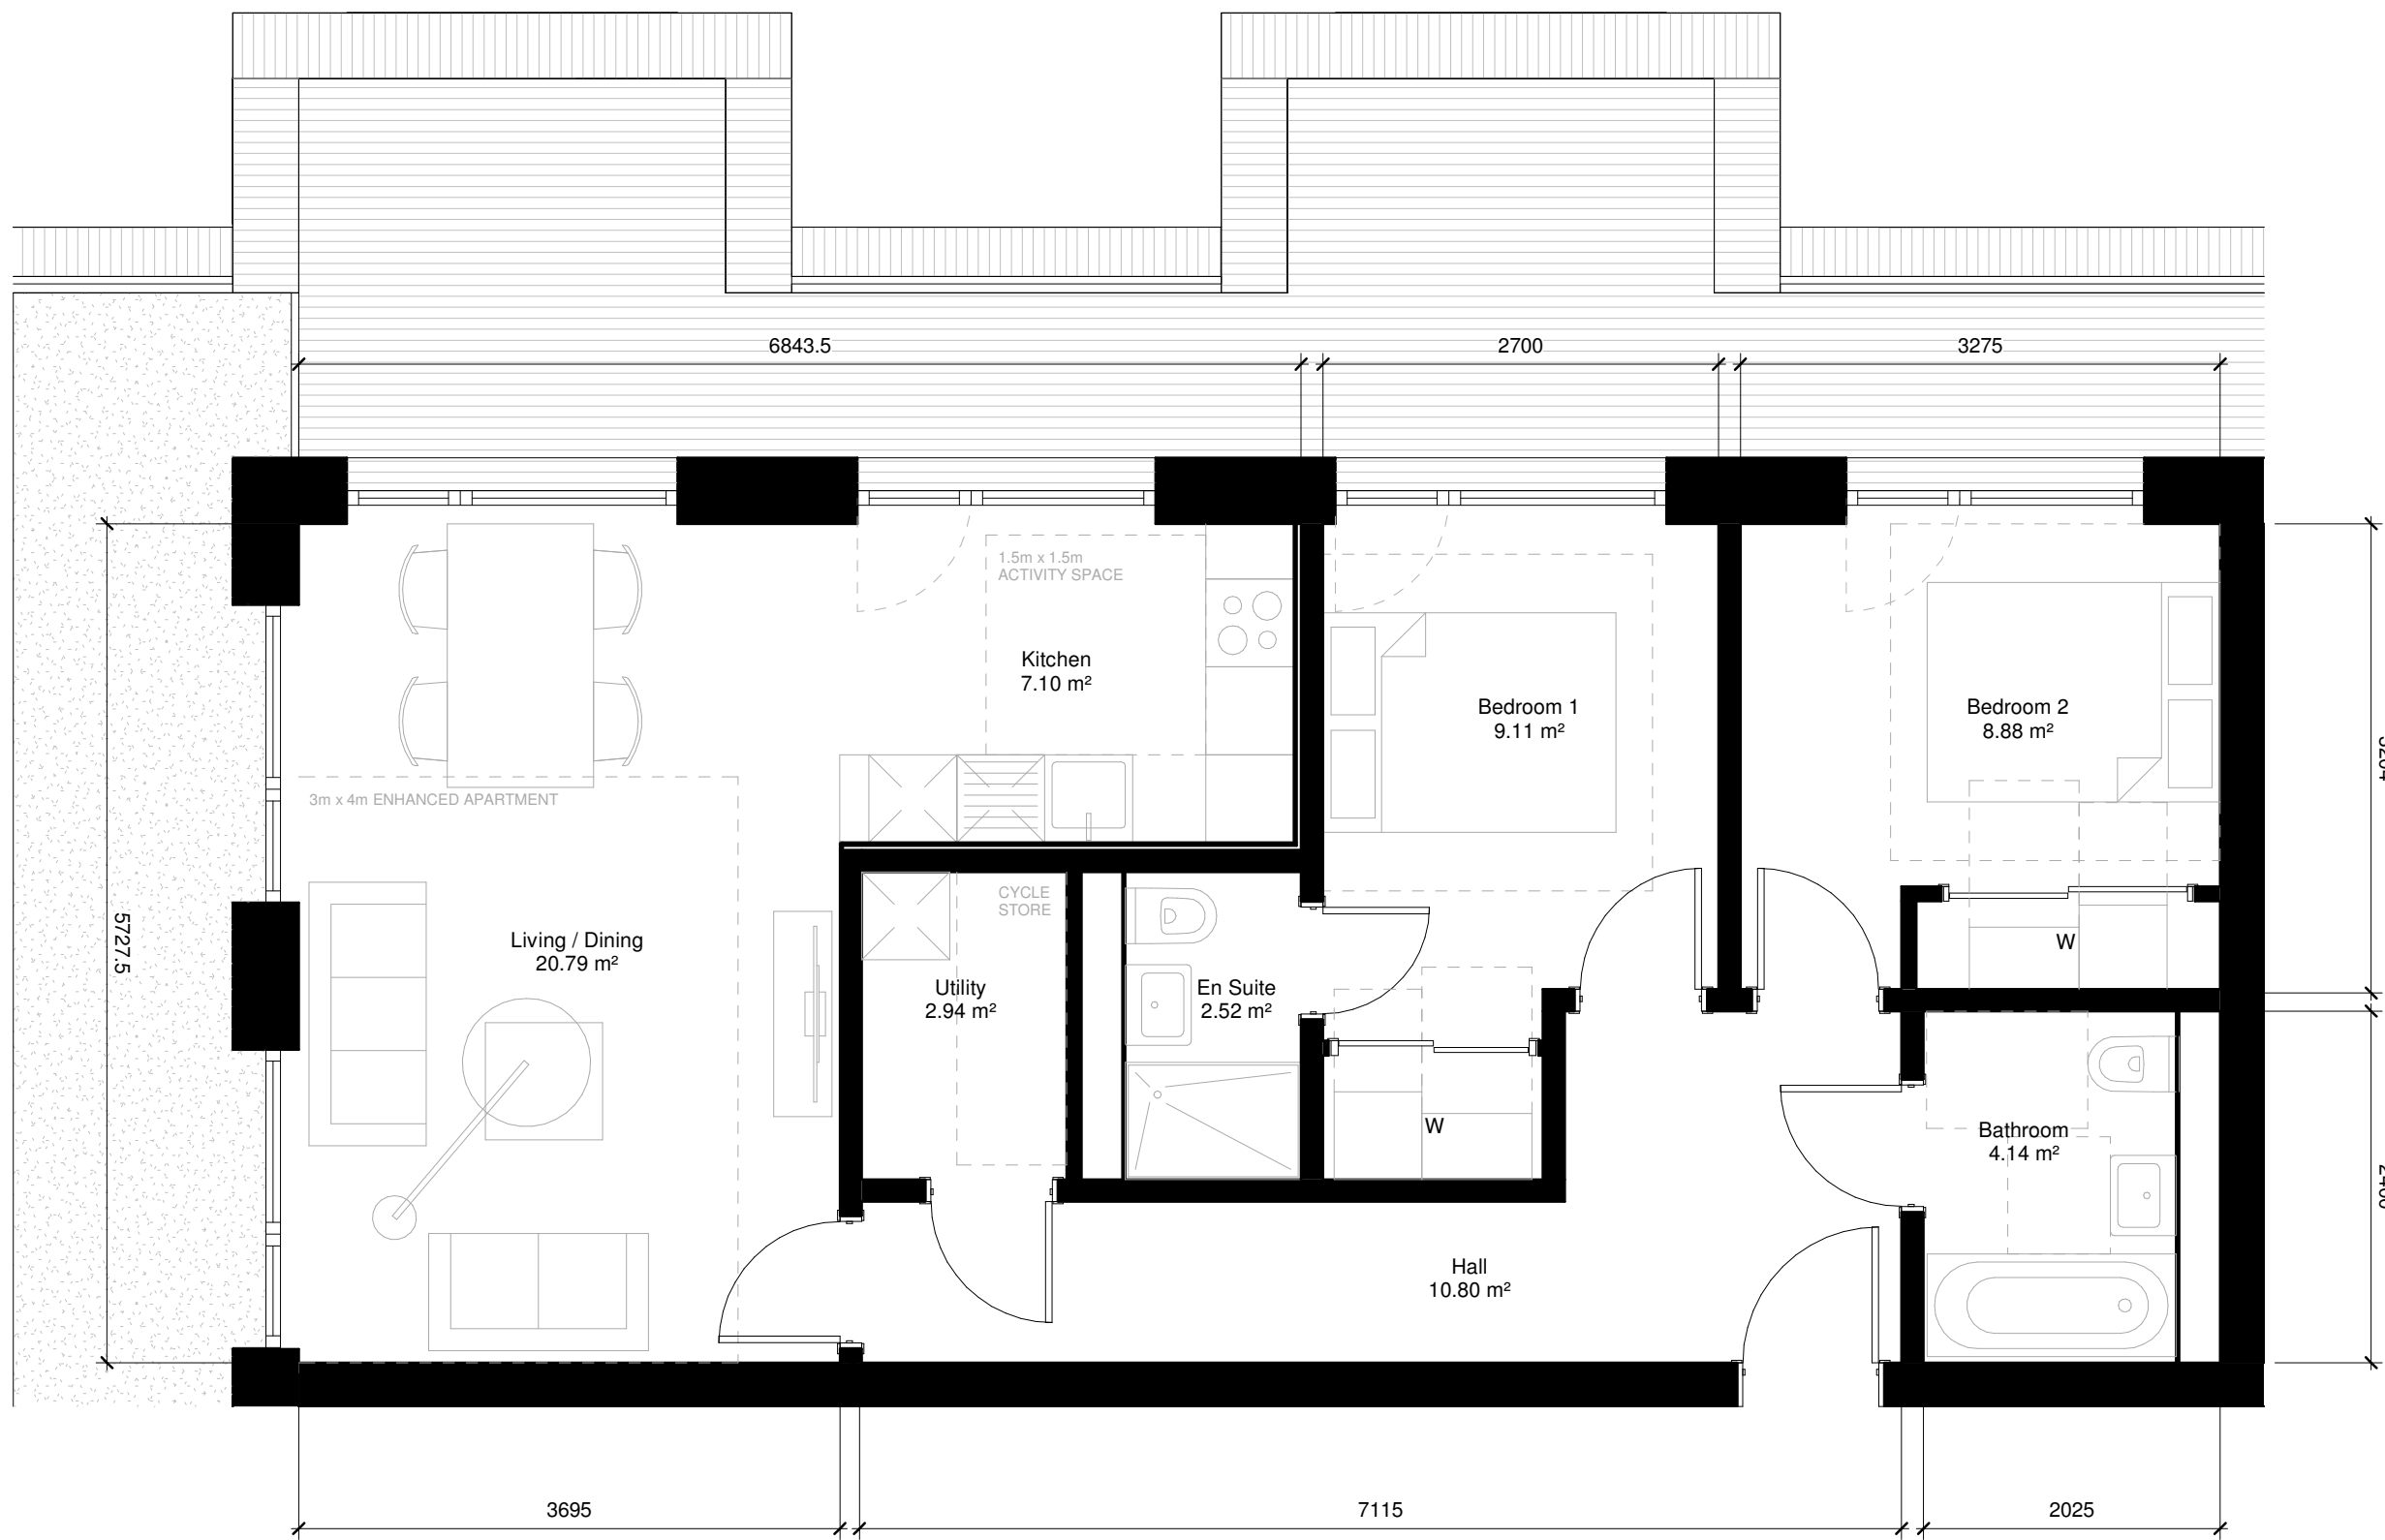 6843.5
2700
3275
1.5m x 1.5m
ACTIVITY SPACE
Kitchen
7.10 m²
Bedroom 1
9.11 m²
Bedroom 2
8.88 m²
3m x 4m ENHANCED APARTMENT
5727.5
Living / Dining
20.79 m²
CYCLE
STORE
Utility
2.94 m²
En Suite
2.52 m²
W
W
Bathroom
4.14 m²
Hall
10.80 m²
3695
7115
2025